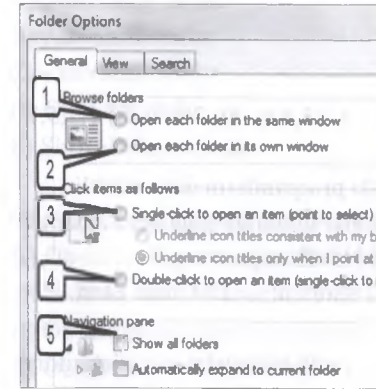 Folder Options
General View Search
1
Browse folders
Open each folder in the same window
2
Open each folder in its own window
Click items as follows
3
Single-click to open an item (point to select)
Underline icon titles consistent with my b
Underline icon titles only when I point at
4
Double-click to open an item (single-click to
Navigation pane
5
Show all folders
Automatically expand to current folder